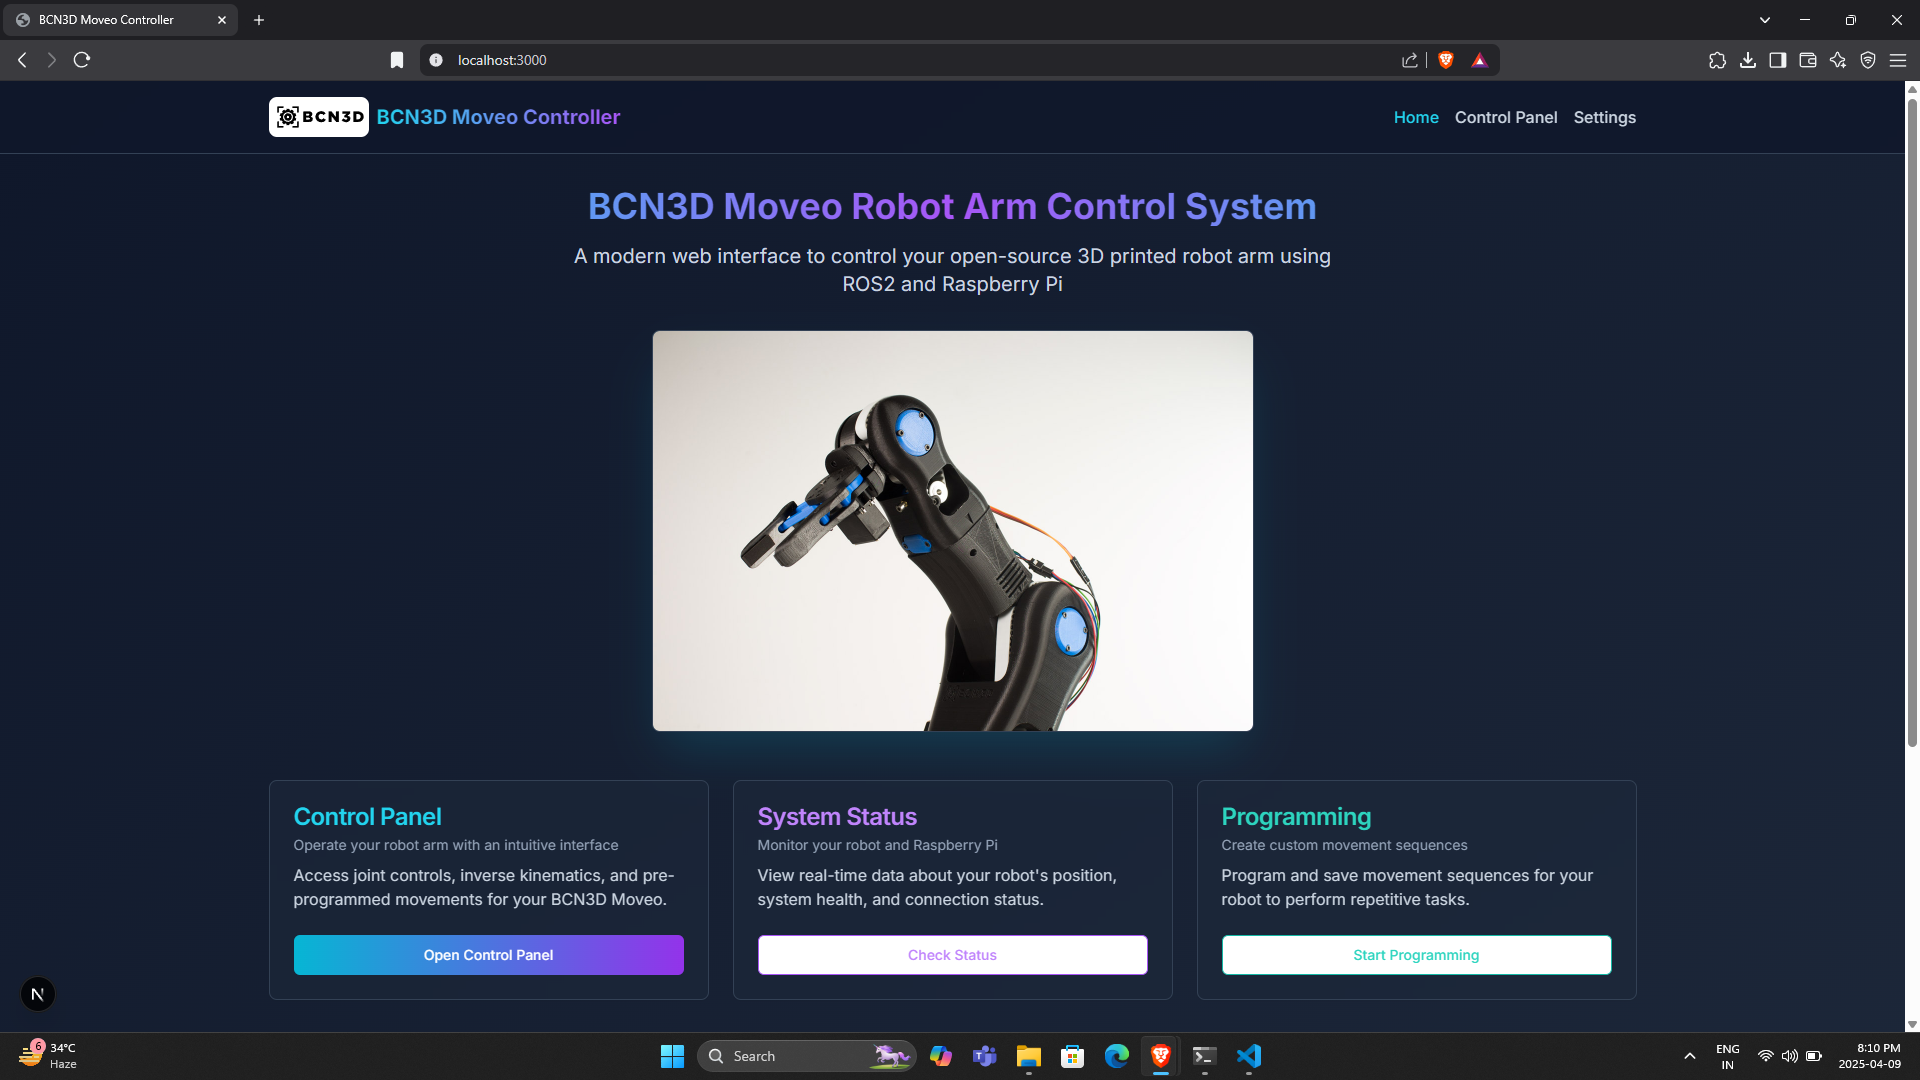 BCN3D Moveo Controller
localhost:3000
BCN3D BCN3D Moveo Controller
Home Control Panel Settings
BCN3D Moveo Robot Arm Control System
A modern web interface to control your open-source 3D printed robot arm using
ROS2 and Raspberry Pi
Control Panel
Operate your robot arm with an intuitive interface
Access joint controls, inverse kinematics, and pre-
programmed movements for your BCN3D Moveo.
Open Control Panel
System Status
Monitor your robot and Raspberry Pi
View real-time data about your robot's position,
system health, and connection status.
Check Status
Programming
Create custom movement sequences
Program and save movement sequences for your
robot to perform repetitive tasks.
Start Programming
N
6
34°C
Haze
Search
ENG
IN
8:10 PM
2025-04-09